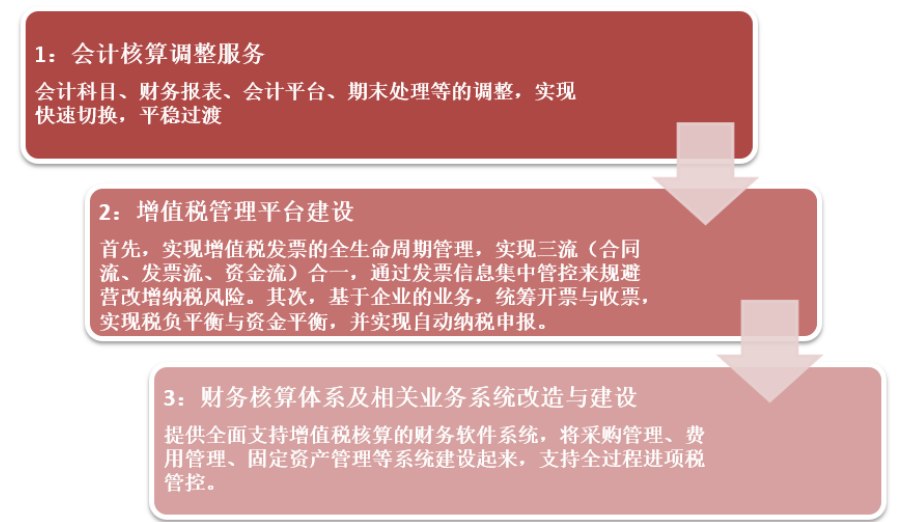 1：会计核算调整服务
会计科目、财务报表、会计平台、期末处理等的调整，实现
快速切换，平稳过渡
2：增值税管理平台建设
首先，实现增值税发票的全生命周期管理，实现三流（合同
流、发票流、资金流）合一，通过发票信息集中管控来规避
营改增纳税风险。其次，基于企业的业务，统筹开票与收票，
实现税负平衡与资金平衡，并实现自动纳税申报。
3：财务核算体系及相关业务系统改造与建设
提供全面支持增值税核算的财务软件系统，将采购管理、费
用管理、固定资产管理等系统建设起来，支持全过程进项税
管控。